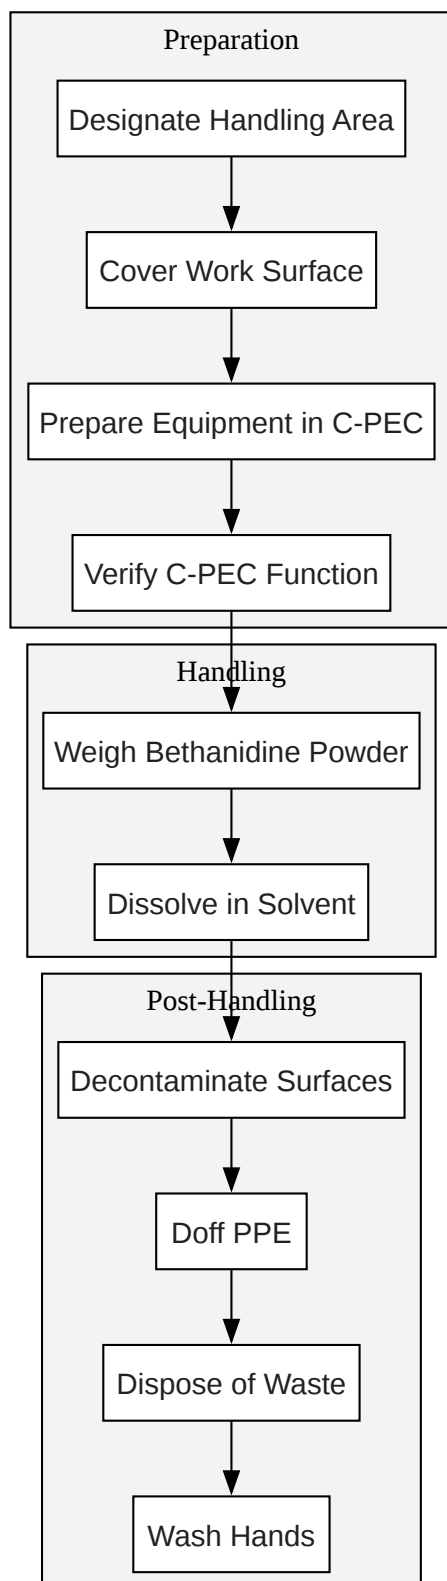 Preparation
Designate Handling Area
Cover Work Surface
Prepare Equipment in C-PEC
Verify C-PEC Function
Handling
Weigh Bethanidine Powder
Dissolve in Solvent
Post-Handling
Decontaminate Surfaces
Doff PPE
Dispose of Waste
Wash Hands